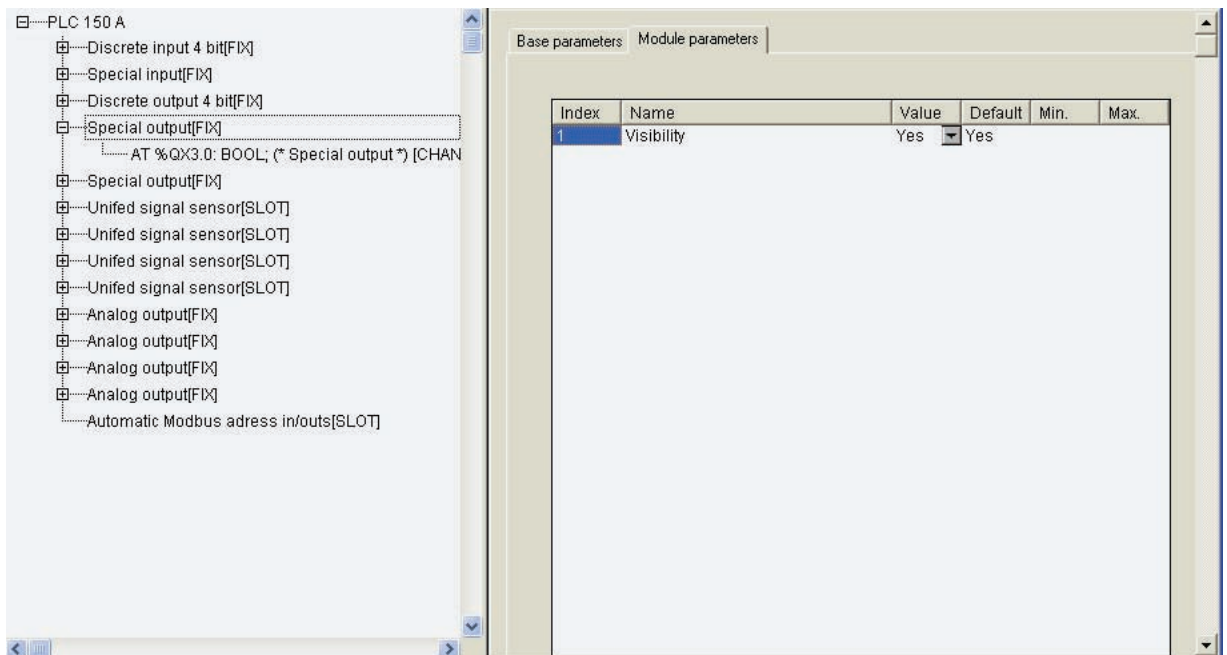 PLC 150 A
Discrete input 4 bit[FIX]
Special input[FIX]
Discrete output 4 bit[FIX]
Special output[FIX]
AT %QX3.0: BOOL; (* Special output *) [CHAN
Special output[FIX]
Unifed signal sensor[SLOT]
Unifed signal sensor[SLOT]
Unifed signal sensor[SLOT]
Unifed signal sensor[SLOT]
Analog output[FIX]
Analog output[FIX]
Analog output[FIX]
Analog output[FIX]
Automatic Modbus adress in/outs[SLOT]
Base parameters Module parameters
Index Name Value Default Min. Max.
1 Visibility Yes Yes